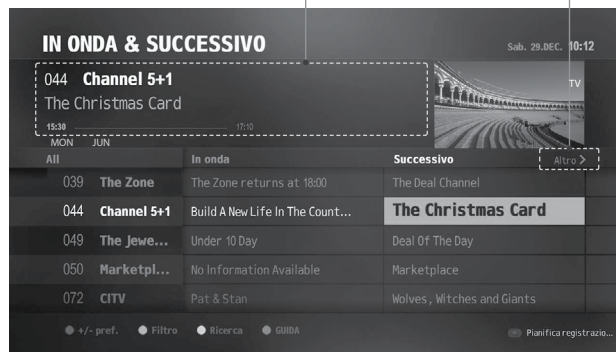 IN ONDA & SUCCESSIVO
Sab. 29.DEC. 10:12
044 Channel 5+1
The Christmas Card
15:30 17:10
TV
MON JUN
All In onda Successivo Altro >
039 The Zone The Zone returns at 18:00 The Deal Channel
044 Channel 5+1 Build A New Life In The Count... The Christmas Card
049 The Jewe... Under 10 Day Deal Of The Day
050 Marketpl... No Information Available Marketplace
072 CITV Pat & Stan Wolves, Witches and Giants
+/- pref. Filtro Ricerca GUIDA Pianifica registrazio...